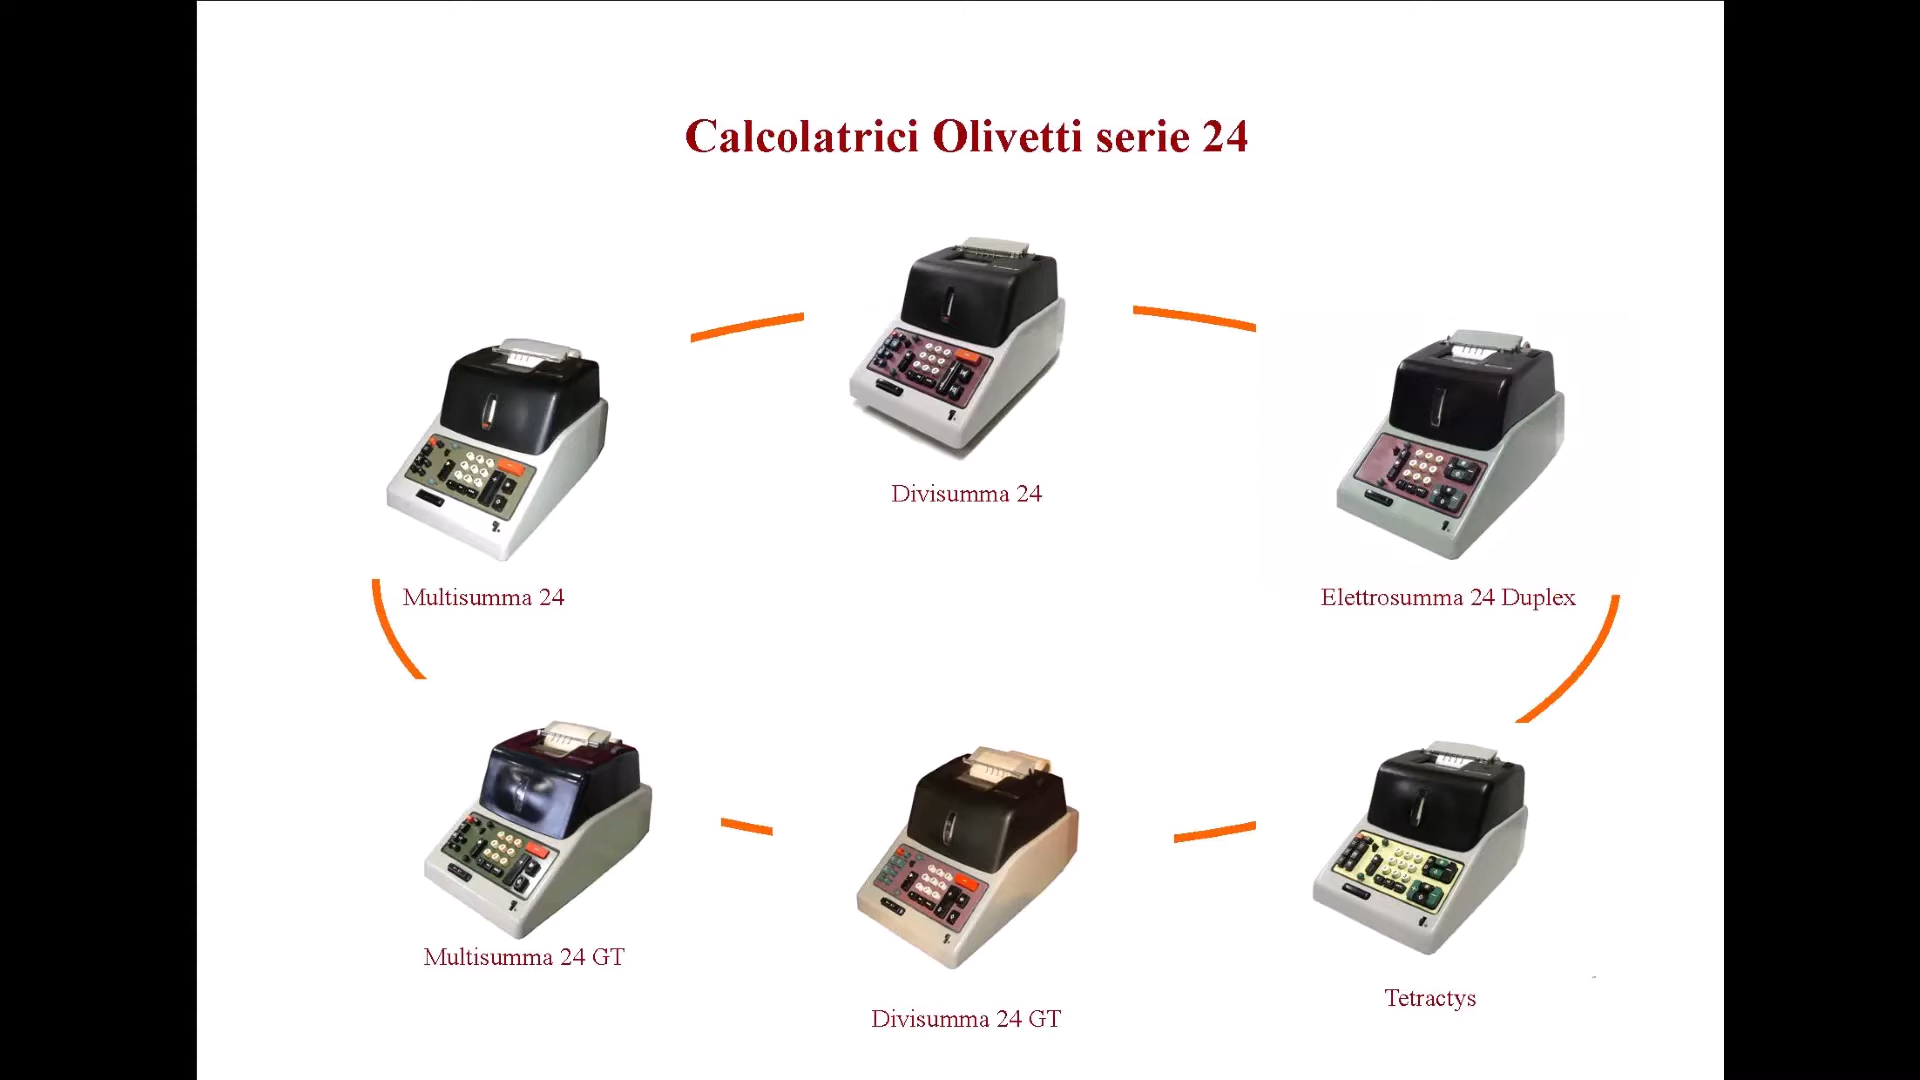 Calcolatrici Olivetti serie 24
Divisumma 24
Multisumma 24
Elettrosumma 24 Duplex
Multisumma 24 GT
Divisumma 24 GT
Tetractys